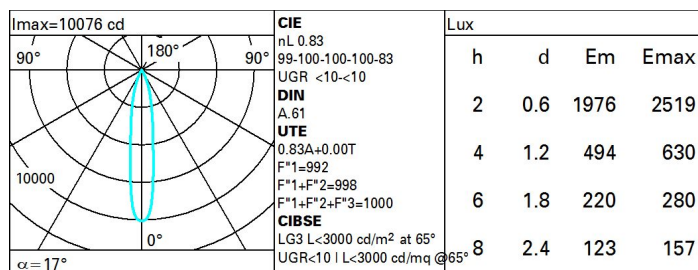 Imax=10076 cd
90°
180°
90°
10000
0°
α=17°
CIE
nL 0.83
99-100-100-100-83
UGR <10-<10
DIN
A.61
UTE
0.83A+0.00T
F"1=992
F"1+F"2=998
F"1+F"2+F"3=1000
CIBSE
LG3 L<3000 cd/m² at 65°
UGR<10 | L<3000 cd/mq @65°
Lux
h d Em Emax
2 0.6 1976 2519
4 1.2 494 630
6 1.8 220 280
8 2.4 123 157